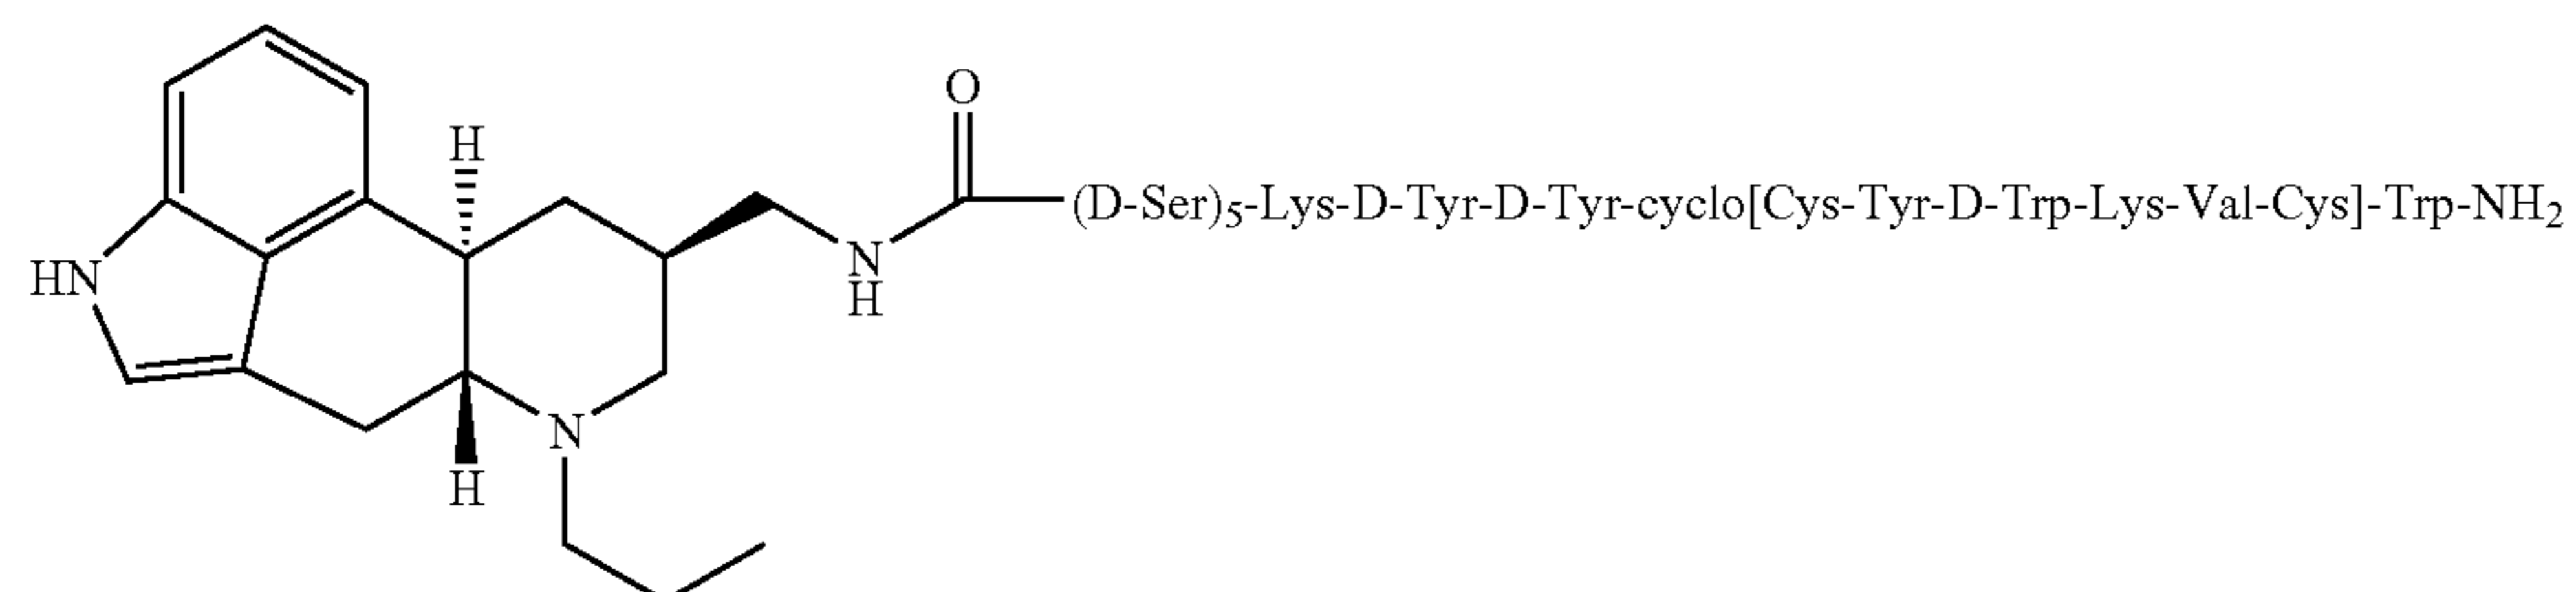 O
H
(D-Ser)5-Lys-D-Tyr-D-Tyr-cyclo[Cys-Tyr-D-Trp-Lys-Val-Cys]-Trp-NH2
HN
N
H
N
H